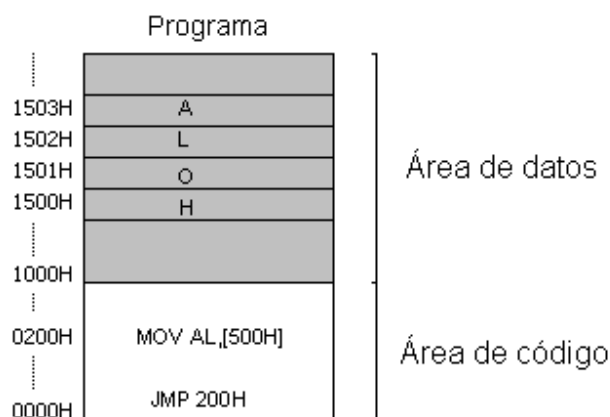 Programa
1503H A
1502H L
1501H O
1500H H
Área de datos
1000H
0200H MOV AL,[500H]
Área de código
JMP 200H
0000H